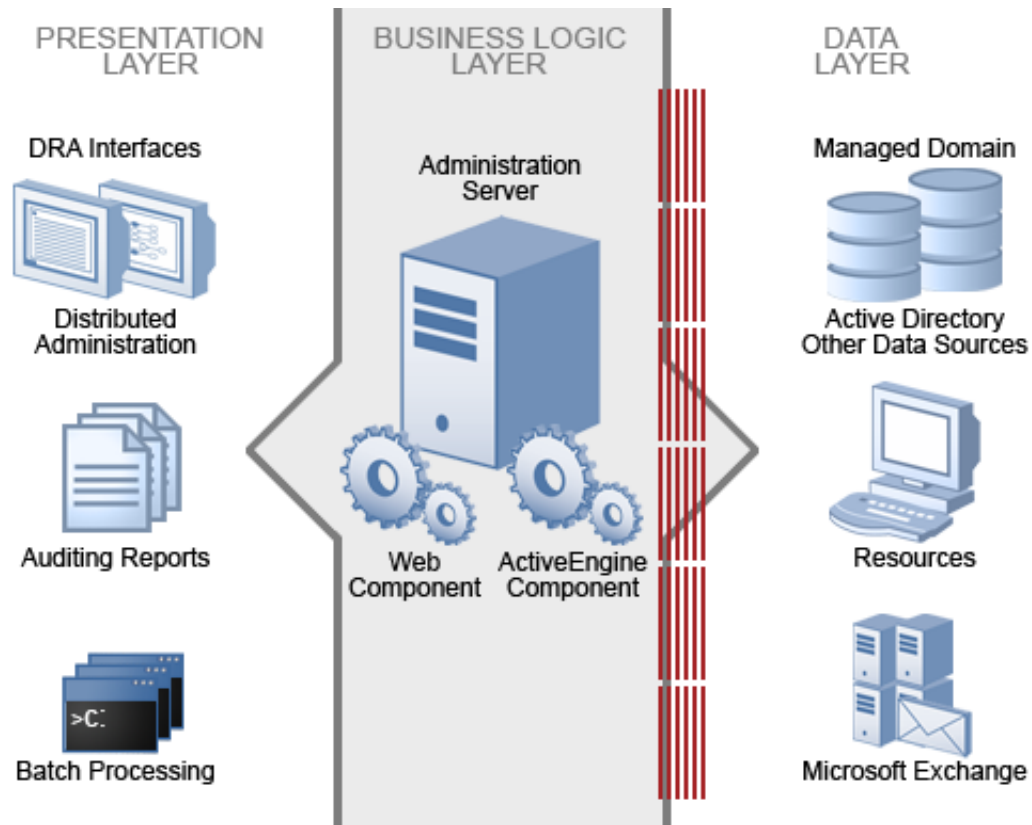 PRESENTATION
LAYER
BUSINESS LOGIC
LAYER
DATA
LAYER
DRA Interfaces
Distributed
Administration
Auditing Reports
>C:
Batch Processing
Administration
Server
Web
Component
ActiveEngine
Component
Managed Domain
Active Directory
Other Data Sources
Resources
Microsoft Exchange